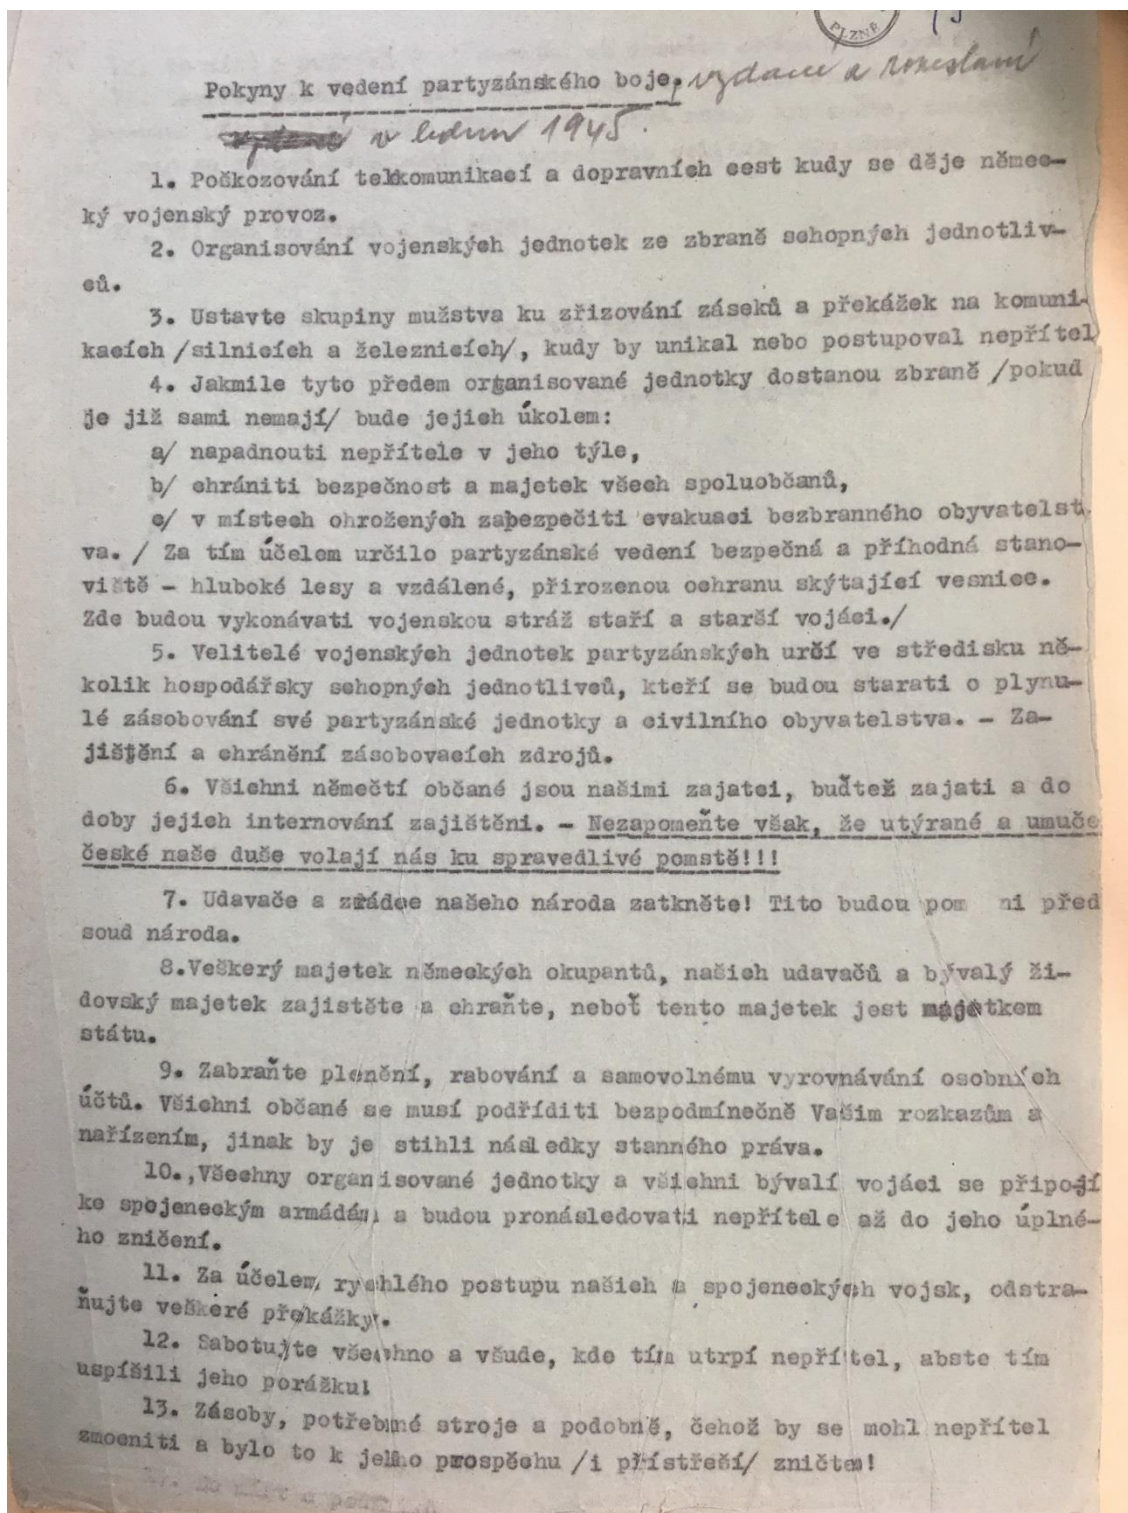 PLZNĚ
Pokyny k vedení partyzánského boje, vydané a rozeslané
v lednu 1945.
1. Počkozování telekomunikací a dopravních cest kudy se děje němec-
ký vojenský provoz.
2. Organisování vojenských jednotek ze zbraně schopných jednotliv-
ců.
3. Ustavte skupiny mužstva ku zřizování záseků a překážek na komuni-
kacích /silnicích a železnicích/, kudy by unikal nebo postupoval nepřítel
4. Jakmile tyto předem organisované jednotky dostanou zbraně /pokud
je již sami nemají/ bude jejich úkolem:
a/ napadnouti nepřítele v jeho týle,
b/ chrániti bezpečnost a majetek všech spoluobčanů,
c/ v místech ohrožených zabezpečiti evakuaci bezbranného obyvatelst
va. / Za tím účelem určilo partyzánské vedení bezpečná a příhodná stano-
viště - hluboké lesy a vzdálené, přirozenou ochranu skýtající vesnice.
Zde budou vykonávati vojenskou stráž staří a starší vojáci./
5. Velitelé vojenských jednotek partyzánských určí ve středisku ně-
kolik hospodářsky schopných jednotlivců, kteří se budou starati o plynu-
lé zásobování své partyzánské jednotky a civilního obyvatelstva. - Za-
jištění a chránění zásobovacích zdrojů.
6. Všichni němečtí občané jsou našimi zajatci, buďtež zajati a do
doby jejich internování zajištěni. - Nezapomeňte však, že utýrané a umuče
české naše duše volají nás ku spravedlivé pomstě!!!
7. Udavače a zrádce našeho národa zatkněte! Tito budou pom ni před
soud národa.
8.Veškerý majetek německých okupantů, našich udavačů a bývalý ži-
dovský majetek zajistěte a chraňte, neboť tento majetek jest majetkem
státu.
9. Zabraňte plenění, rabování a samovolnému vyrovnávání osobních
účtů. Všichni občané se musí podříditi bezpodmínečně Vašim rozkazům a
nařízením, jinak by je stihli následky stanného práva.
10.,Všechny organisované jednotky a všichni bývalí vojáci se připojí
ke spojeneckým armádám a budou pronásledovati nepřítele až do jeho úplné-
ho zničení.
11. Za účelem rychlého postupu našich a spojeneckých vojsk, odstra-
ňujte veškeré překážky.
12. Sabotujte všechno a všude, kde tím utrpí nepřítel, abste tím
uspíšili jeho porážku!
13. Zásoby, potřebné stroje a podobně, čehož by se mohl nepřítel
zmocniti a bylo to k jeho prospěchu /i přístřeší/ zničte!